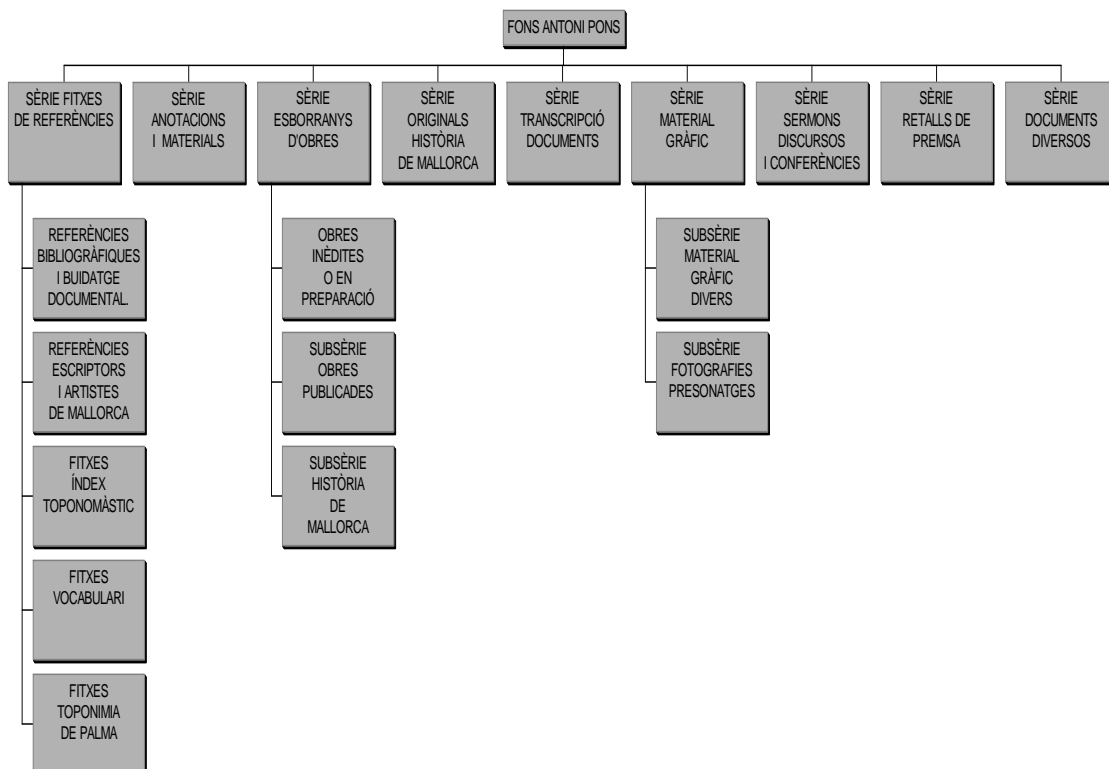 FONS ANTONI PONS
SÈRIE FITXES
DE REFERÈNCIES
SÈRIE
ANOTACIONS
I MATERIALS
SÈRIE
ESBORRANYS
D'OBRES
SÈRIE
ORIGINALS
HISTÒRIA
DE MALLORCA
SÈRIE
TRANSCRIPCIÓ
DOCUMENTS
SÈRIE
MATERIAL
GRÀFIC
SÈRIE
SERMONS
DISCURSOS
I CONFERÈNCIES
SÈRIE
RETALLS DE
PREMSA
SÈRIE
DOCUMENTS
DIVERSOS
REFERÈNCIES
BIBLIOGRÀFIQUES
I BUIDATGE
DOCUMENTAL.
REFERÈNCIES
ESCRIPTORS
I ARTISTES
DE MALLORCA
FITXES
ÍNDEX
TOPONOMÀSTIC
FITXES
VOCABULARI
FITXES
TOPONIMIA
DE PALMA
OBRES
INÈDITES
O EN
PREPARACIÓ
SUBSÈRIE
OBRES
PUBLICADES
SUBSÈRIE
HISTÒRIA
DE
MALLORCA
SUBSÈRIE
MATERIAL
GRÀFIC
DIVERS
SUBSÈRIE
FOTOGRAFIES
PRESONATGES